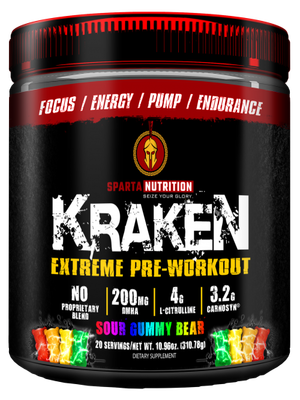 FOCUS / ENERGY / PUMP / ENDURANCE
SPARTA NUTRITION
SEIZE YOUR GLORY.
KRAKEN
EXTREME PRE-WORKOUT
NO PROPRIETARY BLEND
200MG DMHA
4G L-CITRULLINE
3.2G CARNOSYN®
SOUR GUMMY BEAR
20 SERVINGS/NET WT. 10.96oz. (310.78g)
DIETARY SUPPLEMENT